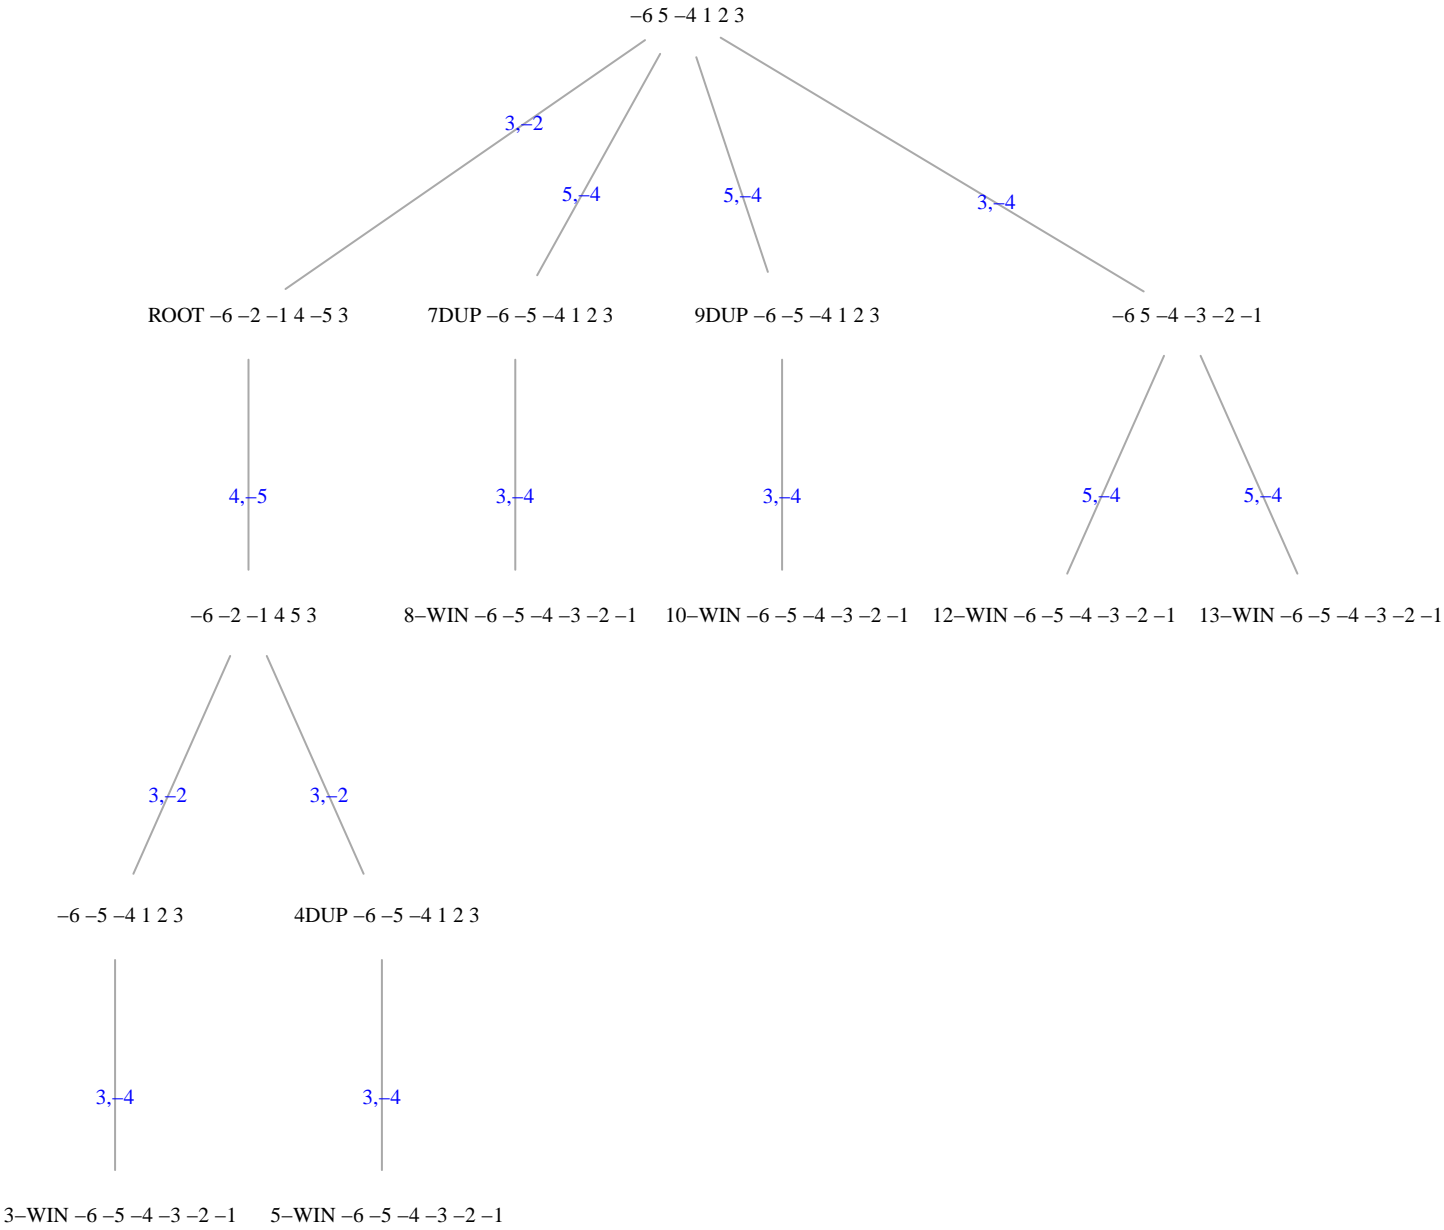 –6 5 –4 1 2 3
3,–2
5,–4
5,–4
3,–4
ROOT –6 –2 –1 4 –5 3
7DUP –6 –5 –4 1 2 3
9DUP –6 –5 –4 1 2 3
–6 5 –4 –3 –2 –1
4,–5
3,–4
3,–4
5,–4
5,–4
–6 –2 –1 4 5 3
8–WIN –6 –5 –4 –3 –2 –1
10–WIN –6 –5 –4 –3 –2 –1
12–WIN –6 –5 –4 –3 –2 –1
13–WIN –6 –5 –4 –3 –2 –1
3,–2
3,–2
–6 –5 –4 1 2 3
4DUP –6 –5 –4 1 2 3
3,–4
3,–4
3–WIN –6 –5 –4 –3 –2 –1
5–WIN –6 –5 –4 –3 –2 –1